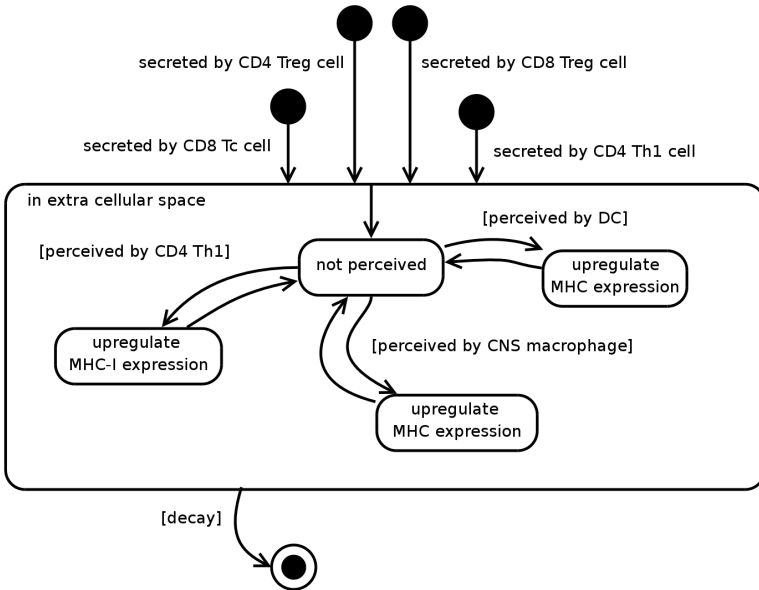 secreted by CD4 Treg cell
secreted by CD8 Treg cell
secreted by CD8 Tc cell
secreted by CD4 Th1 cell
in extra cellular space
[perceived by DC]
[perceived by CD4 Th1]
not perceived
upregulate
MHC expression
upregulate
MHC-I expression
[perceived by CNS macrophage]
upregulate
MHC expression
[decay]